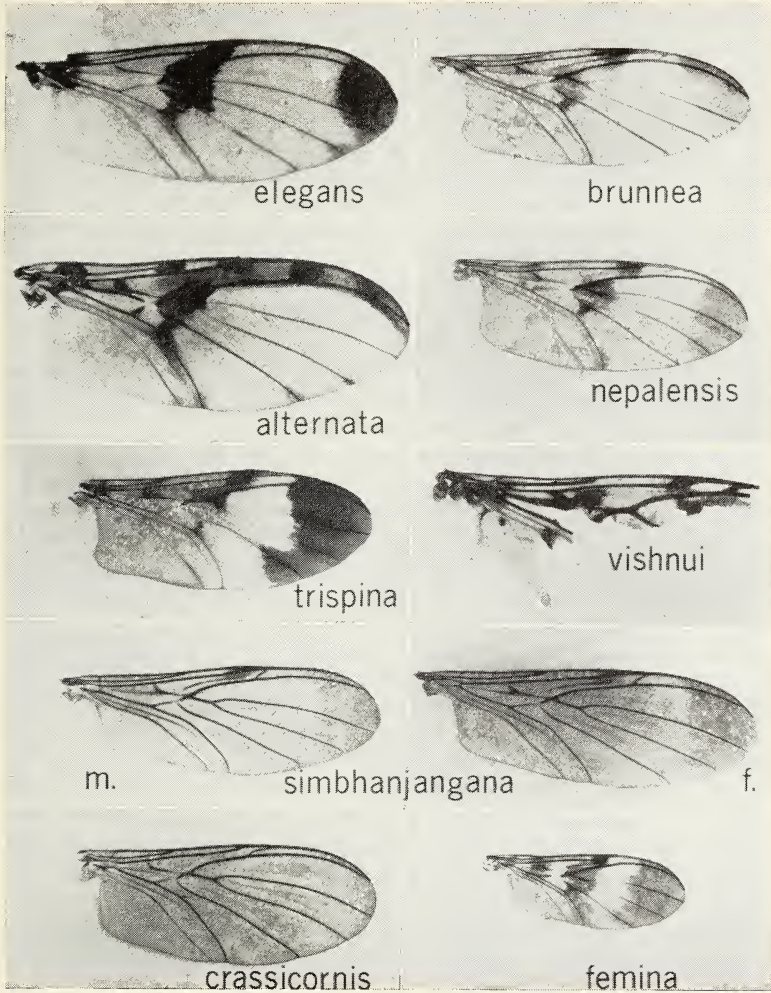 elegans
brunnea
alternata
nepalensis
trispina
vishnui
m. simbhanjangana f.
crassicornis
femina